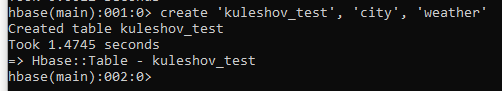 hbase(main):001:0> create 'kuleshov_test', 'city', 'weather'
Created table kuleshov_test
Took 1.4745 seconds
=> Hbase::Table - kuleshov_test
hbase(main):002:0>